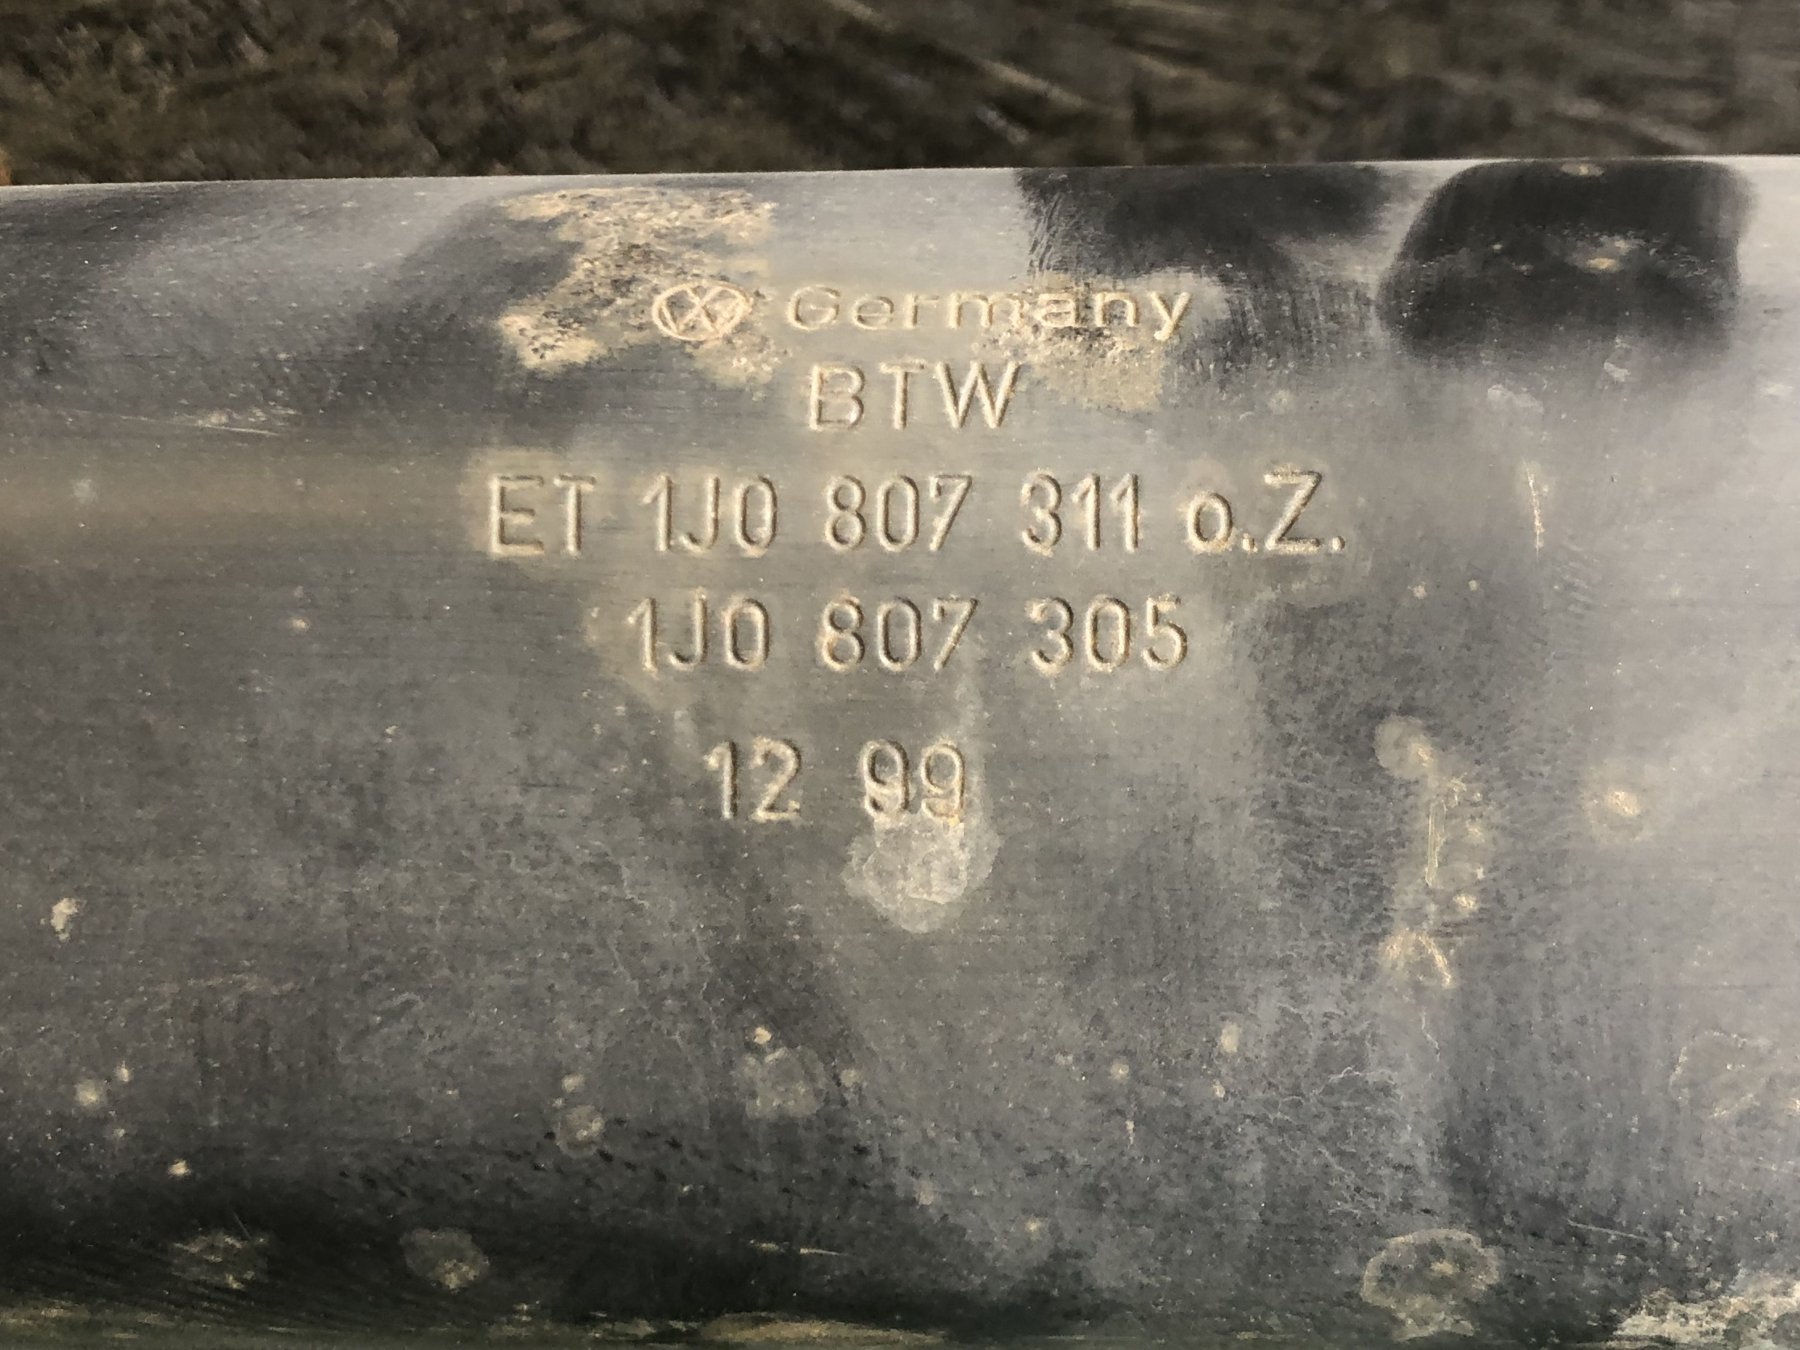 Germany
BTW
ET 1J0 807 311 o.Z.
1J0 807 305
12 99